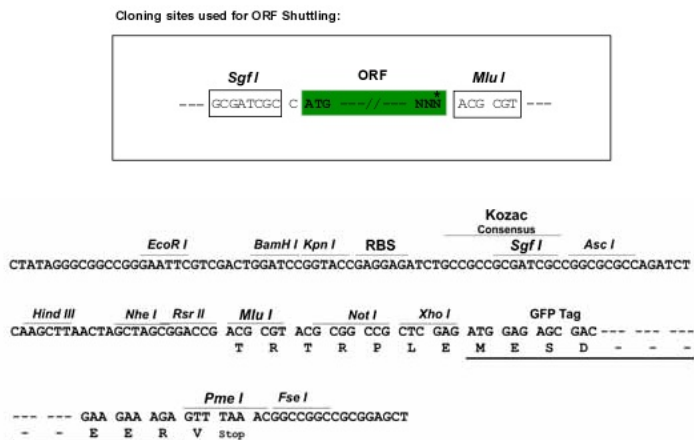 Cloning sites used for ORF Shuttling:
Sgf I ORF Mlu I
--- GCGATCGC C ATG ---//--- NNN* ACG CGT ---
Kozac
Consensus
EcoR I BamH I Kpn I RBS Sgf I Asc I
CTATAGGGCGGCCGGGAATTCGTCGACTGGATCCGGTACCGAGGAGATCTGCCGCCGCGATCGCCGGCGCGCCAGATCT
Hind III Nhe I Rsr II Mlu I Not I Xho I GFP Tag
CAAGCTTAACTAGCTAGCGGACCG ACG CGT ACG CGG CCG CTC GAG ATG GAG AGC GAC --- ---
T R T R P L E M E S D - - -
--- --- GAA GAA AGA GTT TAA ACGGCCGGCCGCGGAGCT
- - E E R V Stop
Pme I Fse I